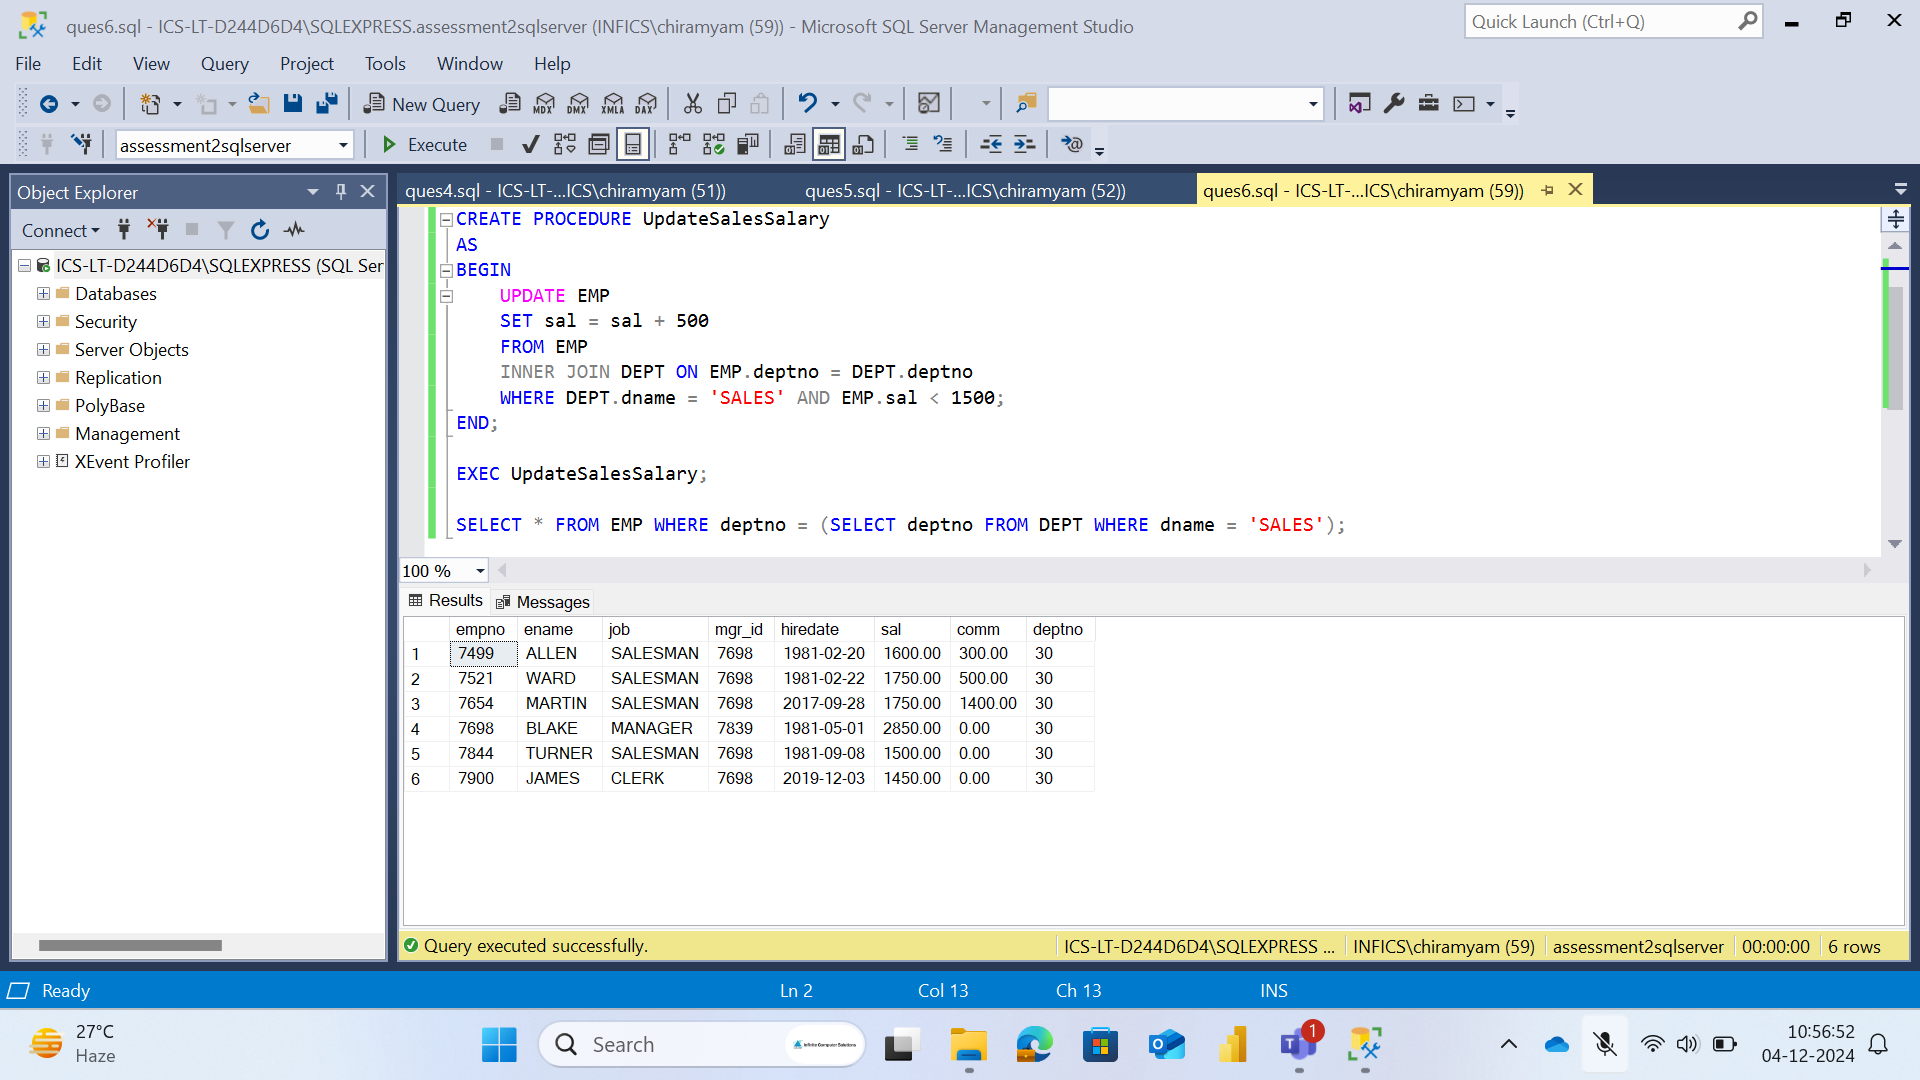 ques6.sql - ICS-LT-D244D6D4\SQLEXPRESS.assessment2sqlserver (INFICS\chiramyam (59)) - Microsoft SQL Server Management Studio
Quick Launch (Ctrl+Q)
File Edit View Query Project Tools Window Help
New Query MDX DMX XMLA DAX
assessment2sqlserver Execute
Object Explorer
ques4.sql - ICS-LT-...ICS\chiramyam (51)) ques5.sql - ICS-LT-...ICS\chiramyam (52)) ques6.sql - ICS-LT-...ICS\chiramyam (59))
Connect
ICS-LT-D244D6D4\SQLEXPRESS (SQL Ser
Databases
Security
Server Objects
Replication
PolyBase
Management
XEvent Profiler
CREATE PROCEDURE UpdateSalesSalary
AS
BEGIN
UPDATE EMP
SET sal = sal + 500
FROM EMP
INNER JOIN DEPT ON EMP.deptno = DEPT.deptno
WHERE DEPT.dname = 'SALES' AND EMP.sal < 1500;
END;
EXEC UpdateSalesSalary;
SELECT * FROM EMP WHERE deptno = (SELECT deptno FROM DEPT WHERE dname = 'SALES');
100 %
Results Messages
empno ename job mgr_id hiredate sal comm deptno
1 7499 ALLEN SALESMAN 7698 1981-02-20 1600.00 300.00 30
2 7521 WARD SALESMAN 7698 1981-02-22 1750.00 500.00 30
3 7654 MARTIN SALESMAN 7698 2017-09-28 1750.00 1400.00 30
4 7698 BLAKE MANAGER 7839 1981-05-01 2850.00 0.00 30
5 7844 TURNER SALESMAN 7698 1981-09-08 1500.00 0.00 30
6 7900 JAMES CLERK 7698 2019-12-03 1450.00 0.00 30
Query executed successfully. ICS-LT-D244D6D4\SQLEXPRESS ... INFICS\chiramyam (59) assessment2sqlserver 00:00:00 6 rows
Ready Ln 2 Col 13 Ch 13 INS
27°C
Haze
Search
Infinite Computer Solutions
1
10:56:52
04-12-2024